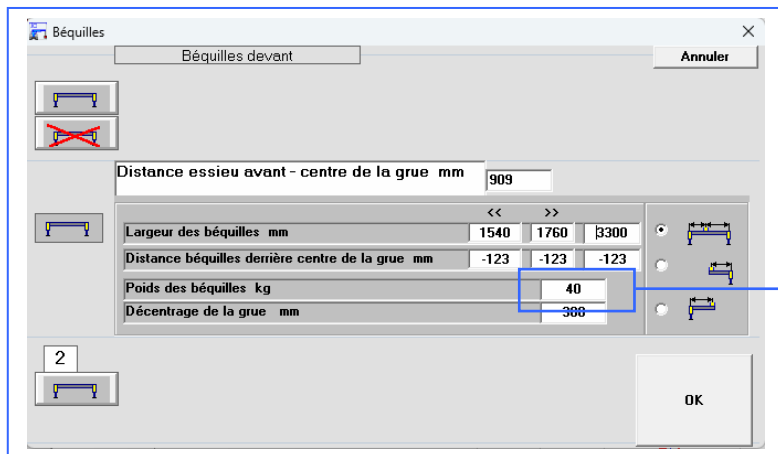 Béquilles
Béquilles devant
Annuler
Distance essieu avant - centre de la grue mm 909
<< >>
Largeur des béquilles mm 1540 1760 3300
Distance béquilles derrière centre de la grue mm -123 -123 -123
Poids des béquilles kg 40
Décentrage de la grue mm
2
OK